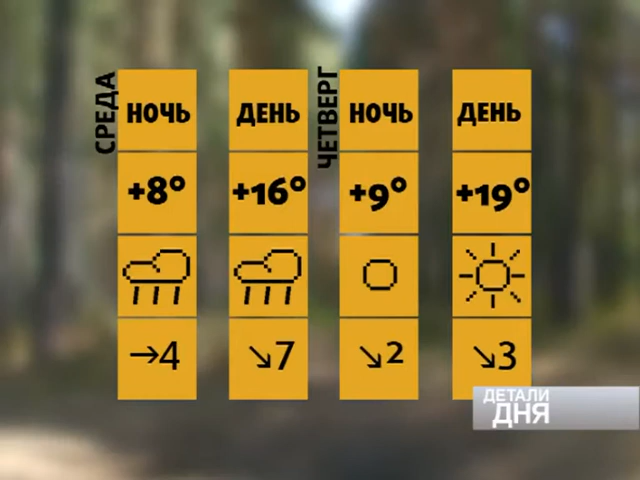 СРЕДА
НОЧЬ
+8°
→4
ДЕНЬ
+16°
↘7
ЧЕТВЕРГ
НОЧЬ
+9°
↘2
ДЕНЬ
+19°
↘3
ДЕТАЛИ
ДНЯ